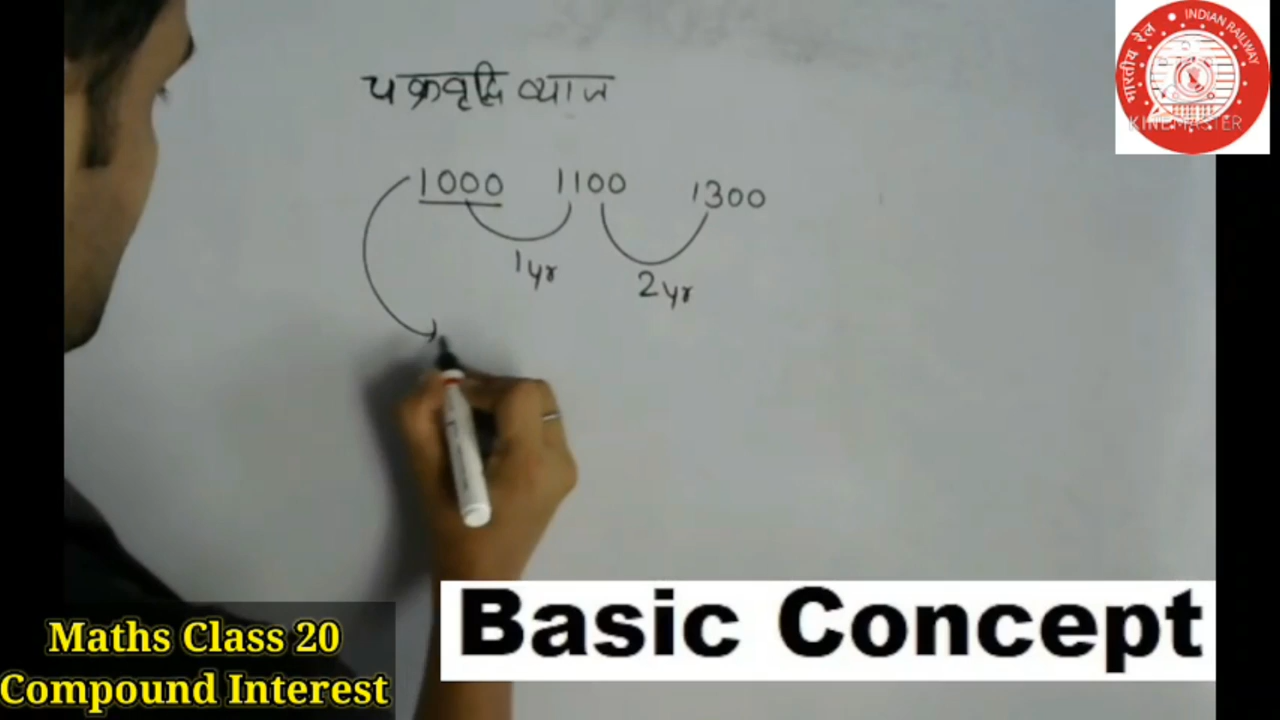 चक्रवृद्धि व्याज
1000 1100 1300
1yr
2yr
भारतीय रेल INDIAN RAILWAY
KINEMASTER
Basic Concept
Maths Class 20
Compound Interest